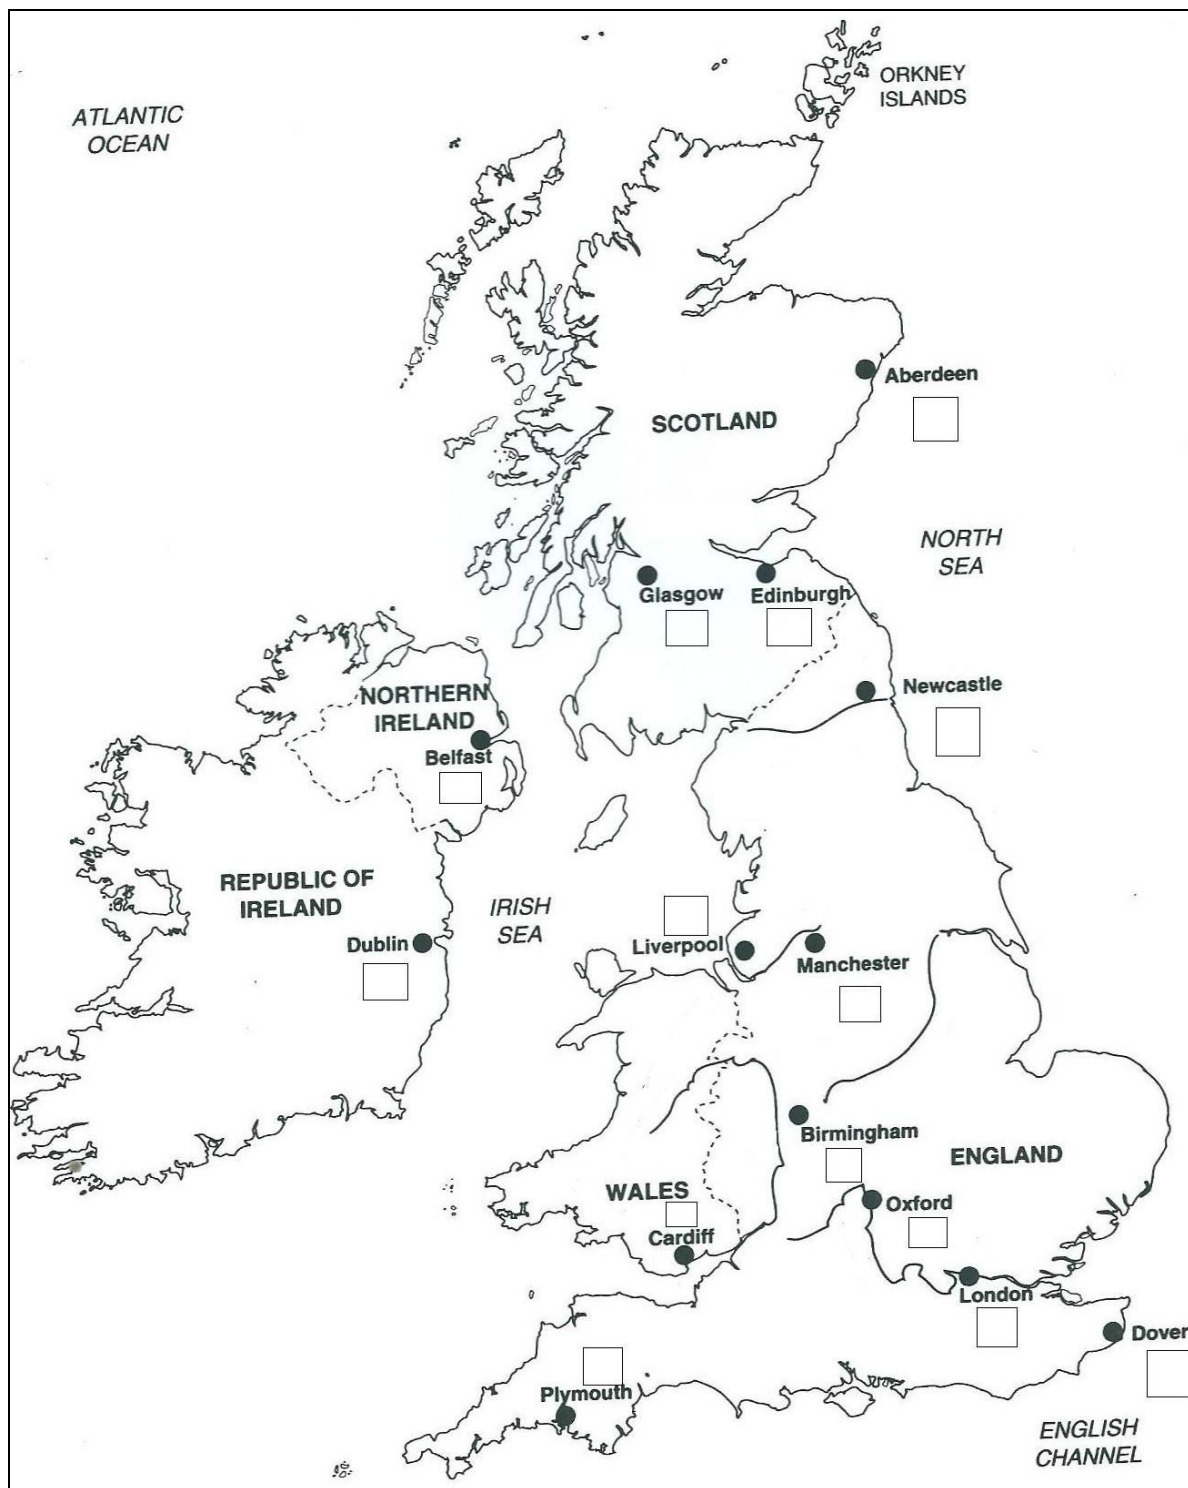 ORKNEY
ISLANDS
ATLANTIC
OCEAN
Aberdeen
SCOTLAND
NORTH
SEA
Glasgow
Edinburgh
Newcastle
NORTHERN
IRELAND
Belfast
REPUBLIC OF
IRELAND
IRISH
SEA
Dublin
Liverpool
Manchester
Birmingham
ENGLAND
WALES
Oxford
Cardiff
London
Dover
Plymouth
ENGLISH
CHANNEL